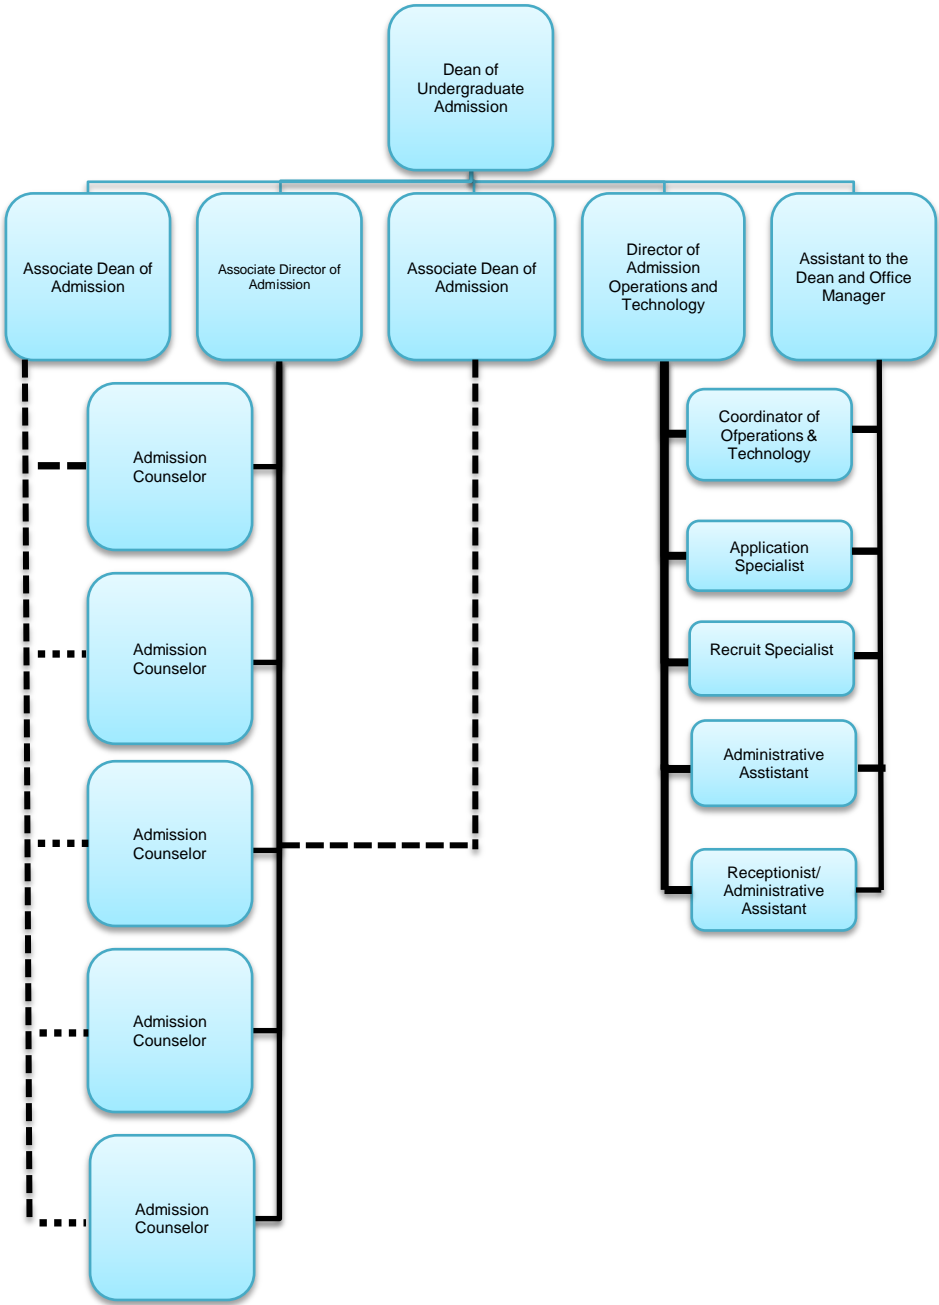 Dean of
Undergraduate
Admission
Associate Dean of
Admission
Associate Director of
Admission
Associate Dean of
Admission
Director of
Admission
Operations and
Technology
Assistant to the
Dean and Office
Manager
Admission
Counselor
Admission
Counselor
Admission
Counselor
Admission
Counselor
Admission
Counselor
Coordinator of
Ofperations &
Technology
Application
Specialist
Recruit Specialist
Administrative
Asstistant
Receptionist/
Administrative
Assistant